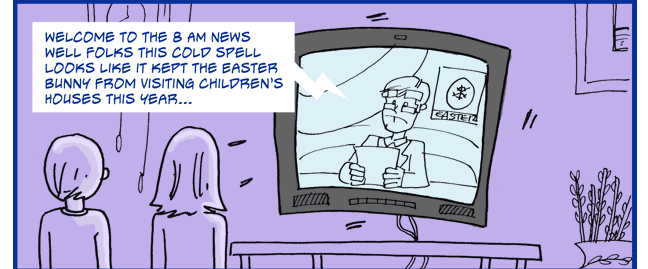 WELCOME TO THE 8 AM NEWS
WELL FOLKS THIS COLD SPELL
LOOKS LIKE IT KEPT THE EASTER
BUNNY FROM VISITING CHILDREN'S
HOUSES THIS YEAR...
EASTER